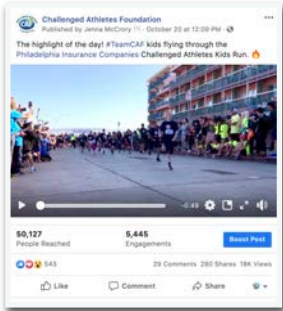 Challenged Athletes Foundation
Published by Jenna McCrory · October 20 at 12:09 PM ·
The highlight of the day! #TeamCAF kids flying through the
Philadelphia Insurance Companies Challenged Athletes Kids Run. 🔥
-0:49
50,127
People Reached
5,445
Engagements
Boost Post
543
29 Comments 280 Shares 18K Views
Like
Comment
Share